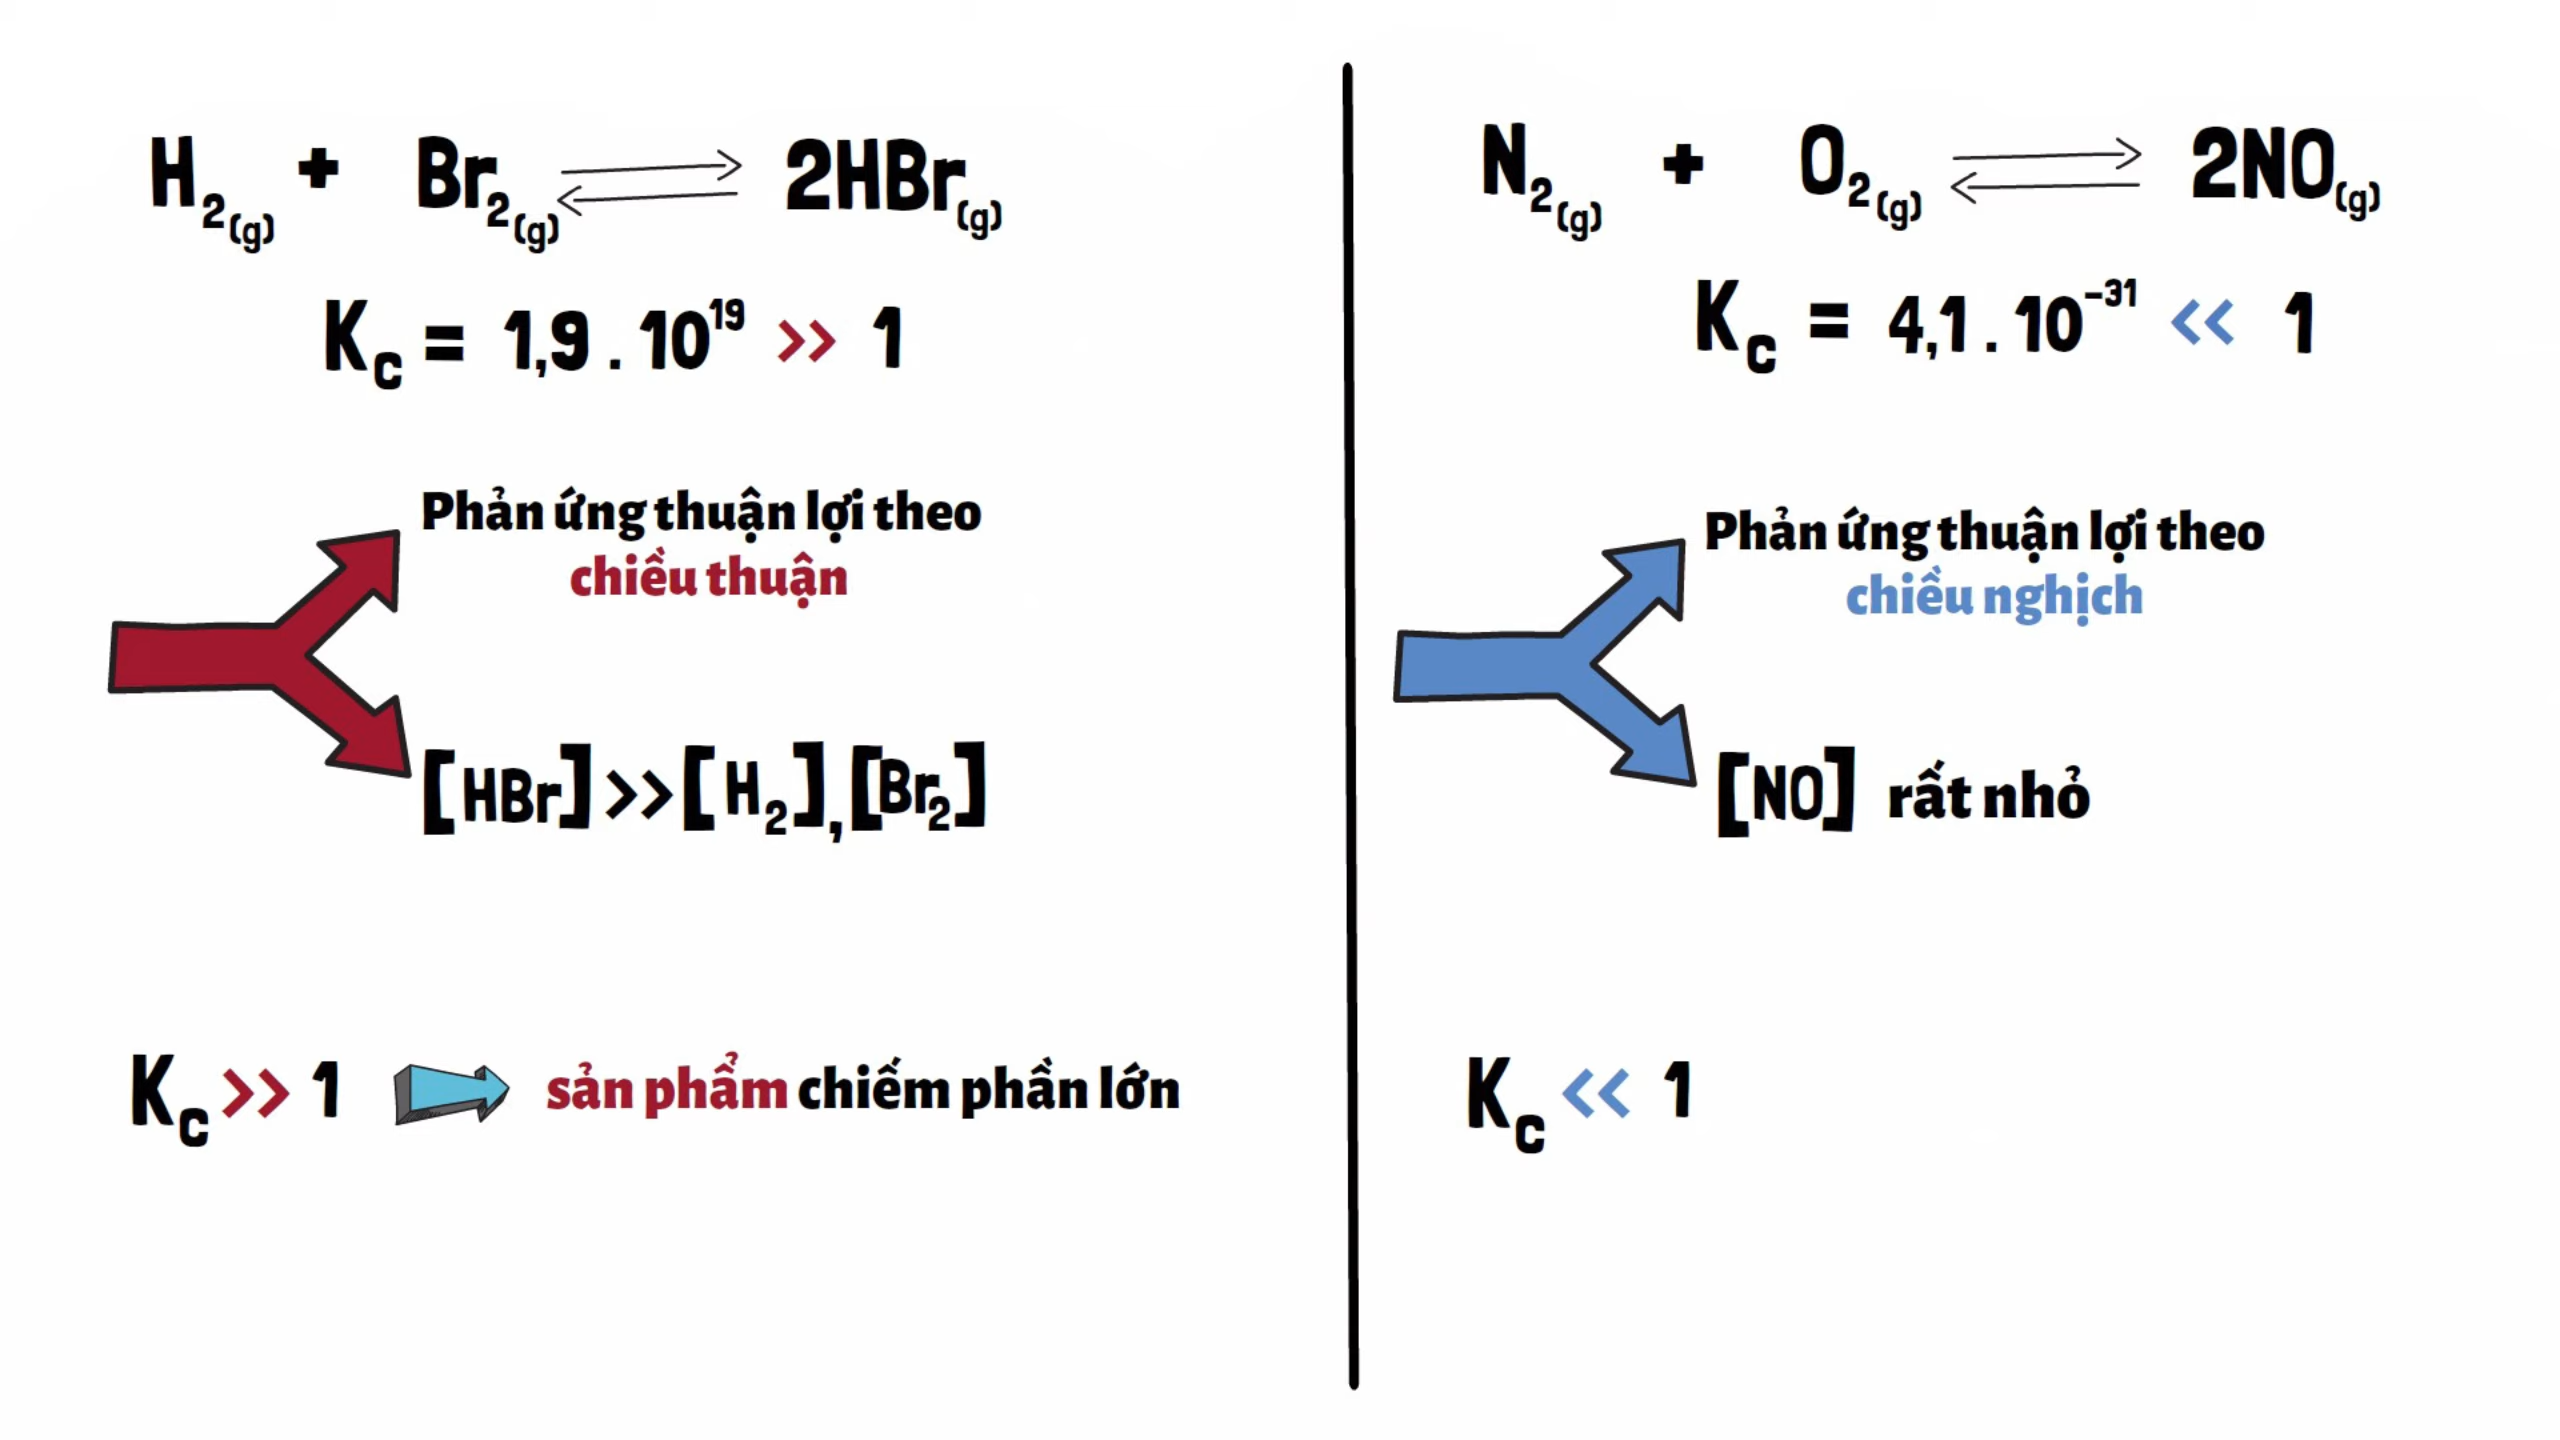 H₂(g) + Br₂(g) ⇌ 2HBr(g)
Kc = 1,9 . 10¹⁹ >> 1
Phản ứng thuận lợi theo
chiều thuận
[HBr] >> [H₂], [Br₂]
Kc >> 1 sản phẩm chiếm phần lớn
N₂(g) + O₂(g) ⇌ 2NO(g)
Kc = 4,1 . 10⁻³¹ << 1
Phản ứng thuận lợi theo
chiều nghịch
[NO] rất nhỏ
Kc << 1